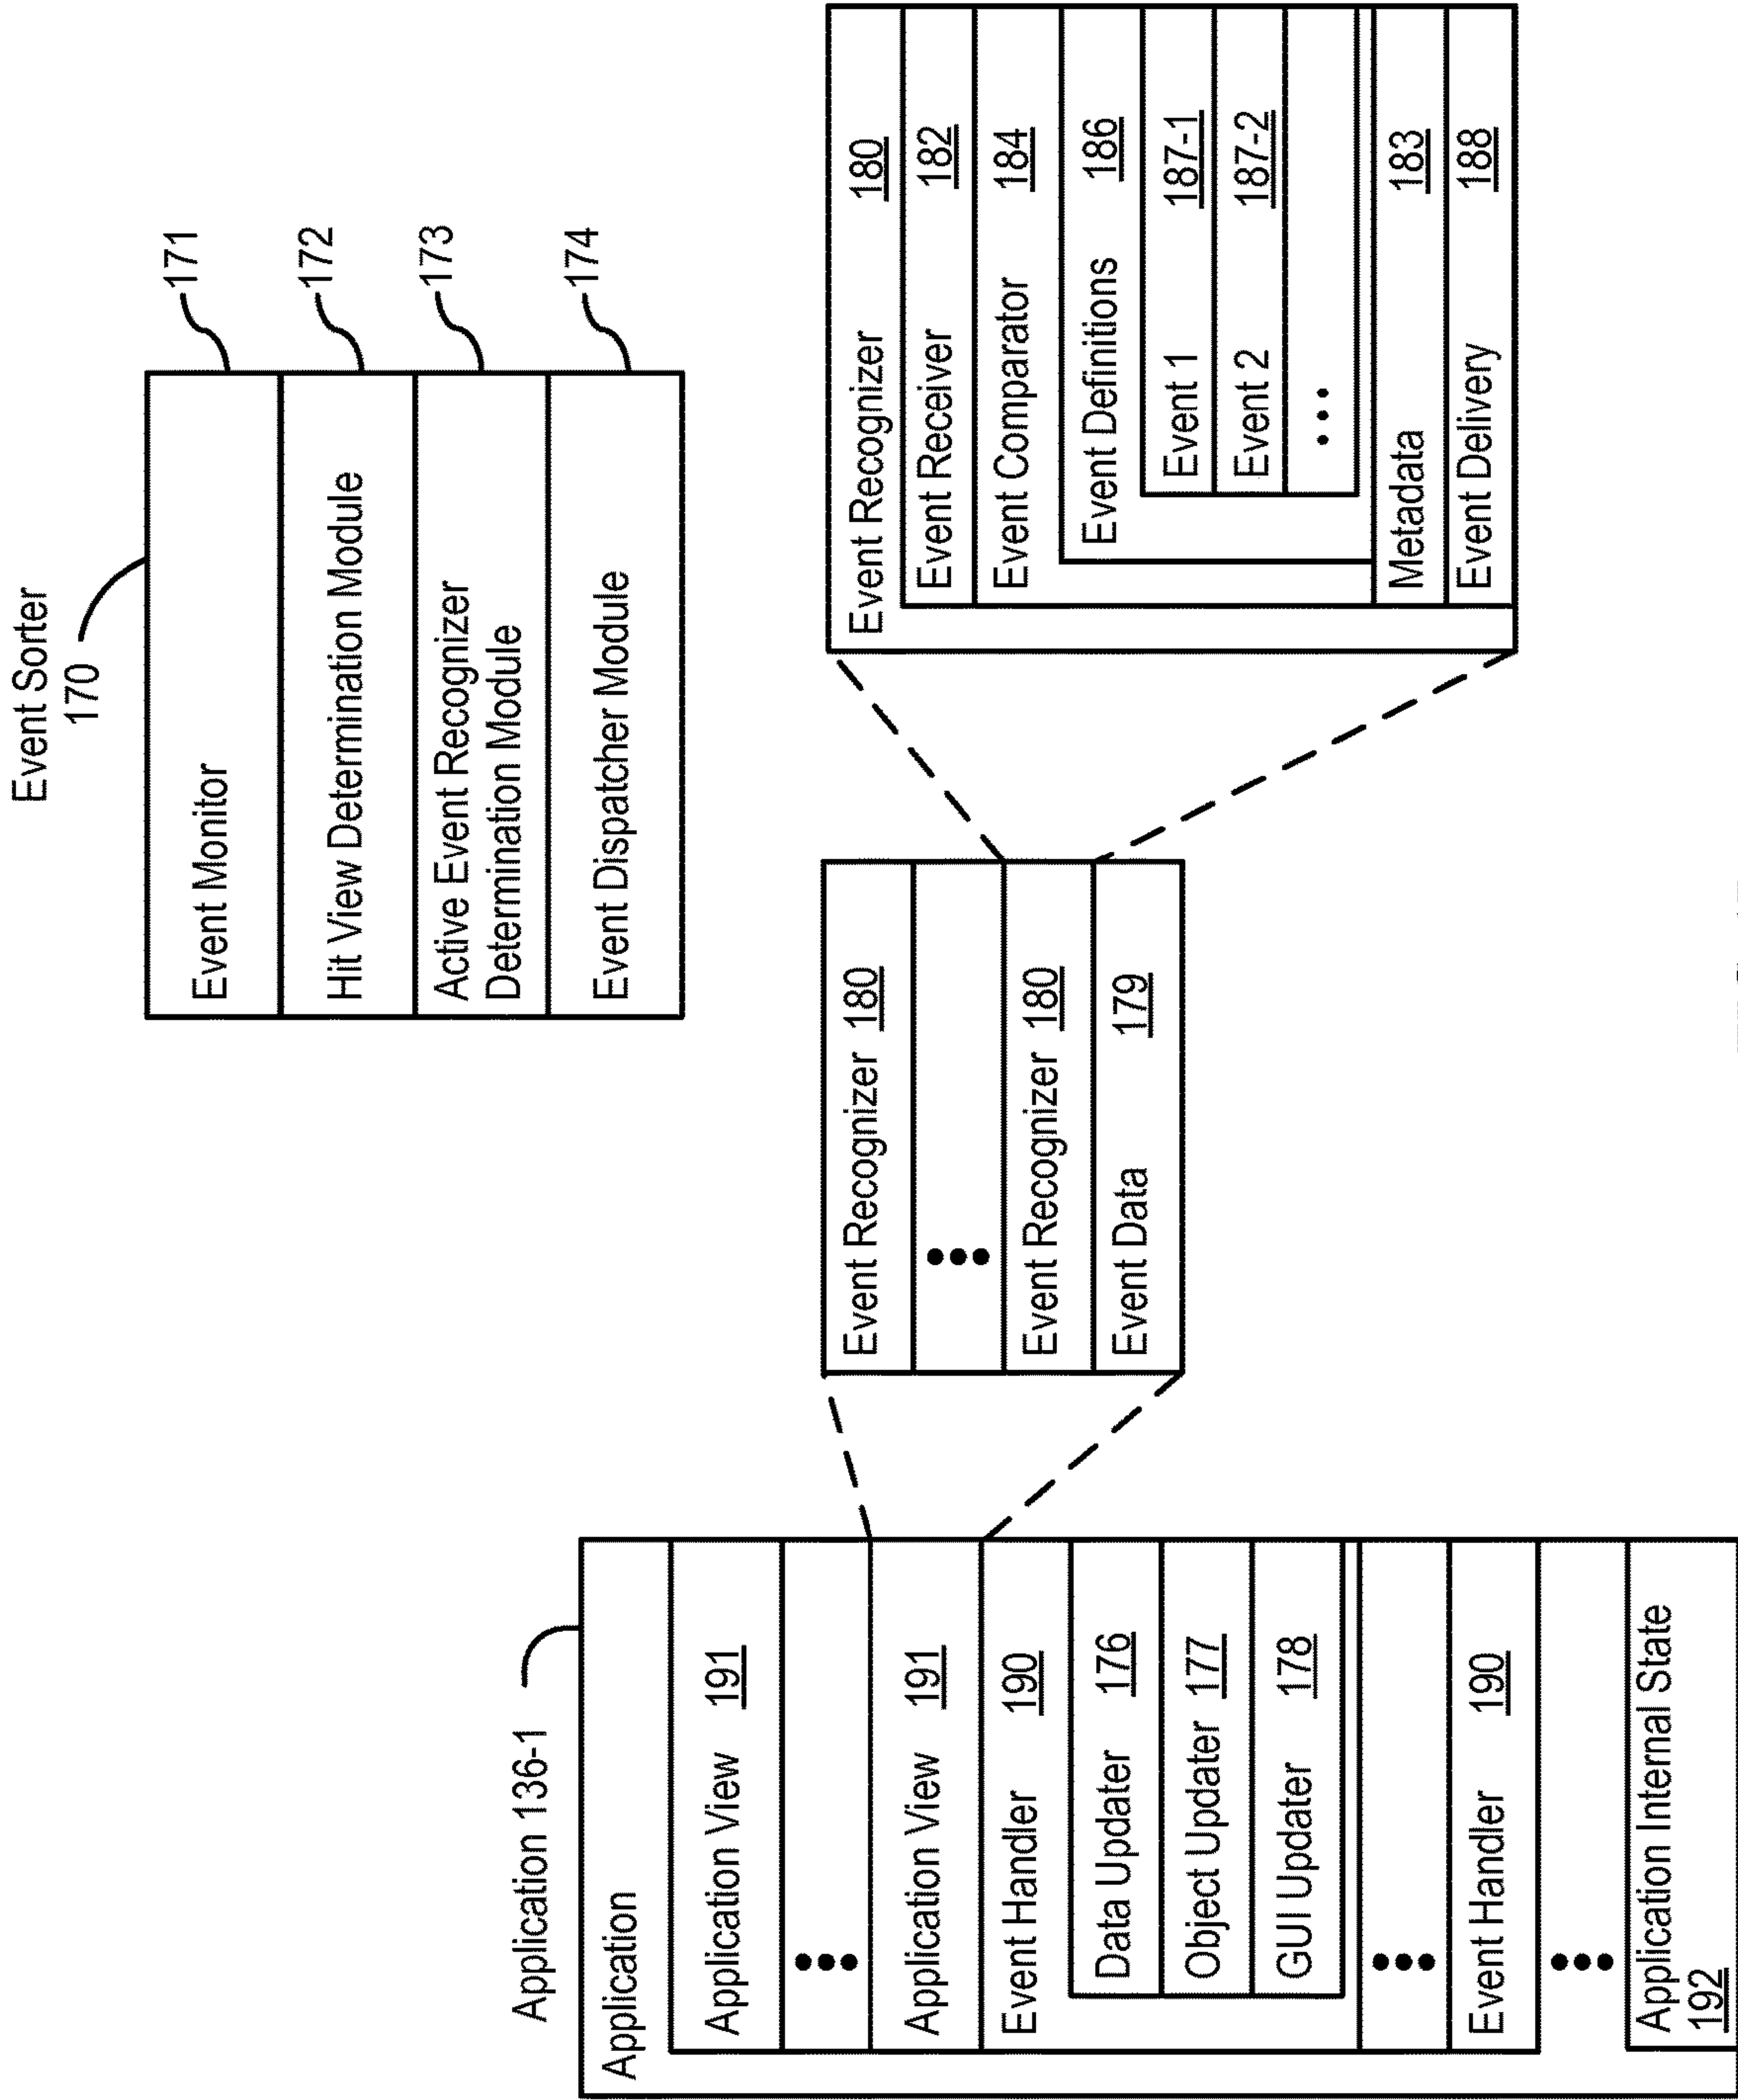 Event Sorter
170
Event Monitor
171
Hit View Determination Module
172
Active Event Recognizer
Determination Module
173
Event Dispatcher Module
174
Application 136-1
Application
Application View 191
•••
Application View 191
Event Handler 190
Data Updater 176
Object Updater 177
GUI Updater 178
•••
Event Handler 190
•••
Application Internal State
192
Event Recognizer 180
•••
Event Recognizer 180
Event Data 179
Event Recognizer 180
Event Receiver 182
Event Comparator 184
Event Definitions 186
Event 1 187-1
Event 2 187-2
•••
Metadata 183
Event Delivery 188